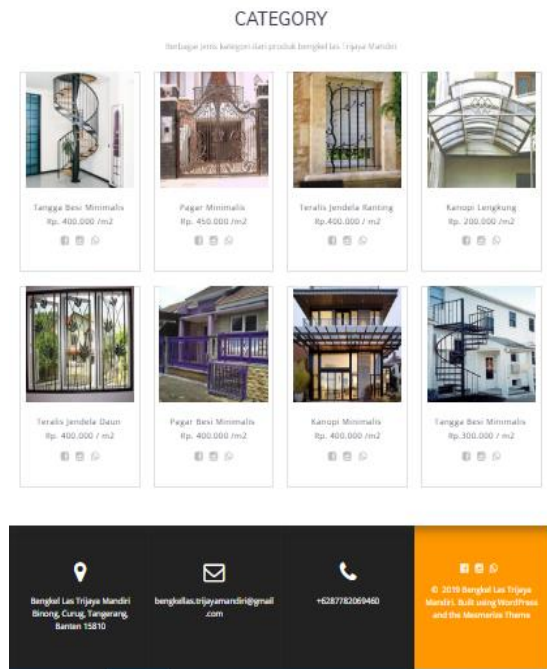 CATEGORY
Berbagai jenis kategori dari produk bengkel las Trijaya Mandiri
Tangga Besi Minimalis
Rp. 400.000 /m2
Pagar Minimalis
Rp. 450.000 /m2
Teralis Jendela Ranting
Rp.400.000 / m2
Kanopi Lengkung
Rp. 200.000 /m2
Teralis Jendela Daun
Rp. 400.000 / m2
Pagar Besi Minimalis
Rp. 400.000 /m2
Kanopi Minimalis
Rp. 400.000 /m2
Tangga Besi Minimalis
Rp.300.000 / m2
Bengkel Las Trijaya Mandiri
Binong, Curug, Tangerang,
Banten 15810
bengkellas.trijayamandiri@gmail
.com
+6287782069460
© 2019 Bengkel Las Trijaya
Mandiri. Built using WordPress
and the Mesmerize Theme